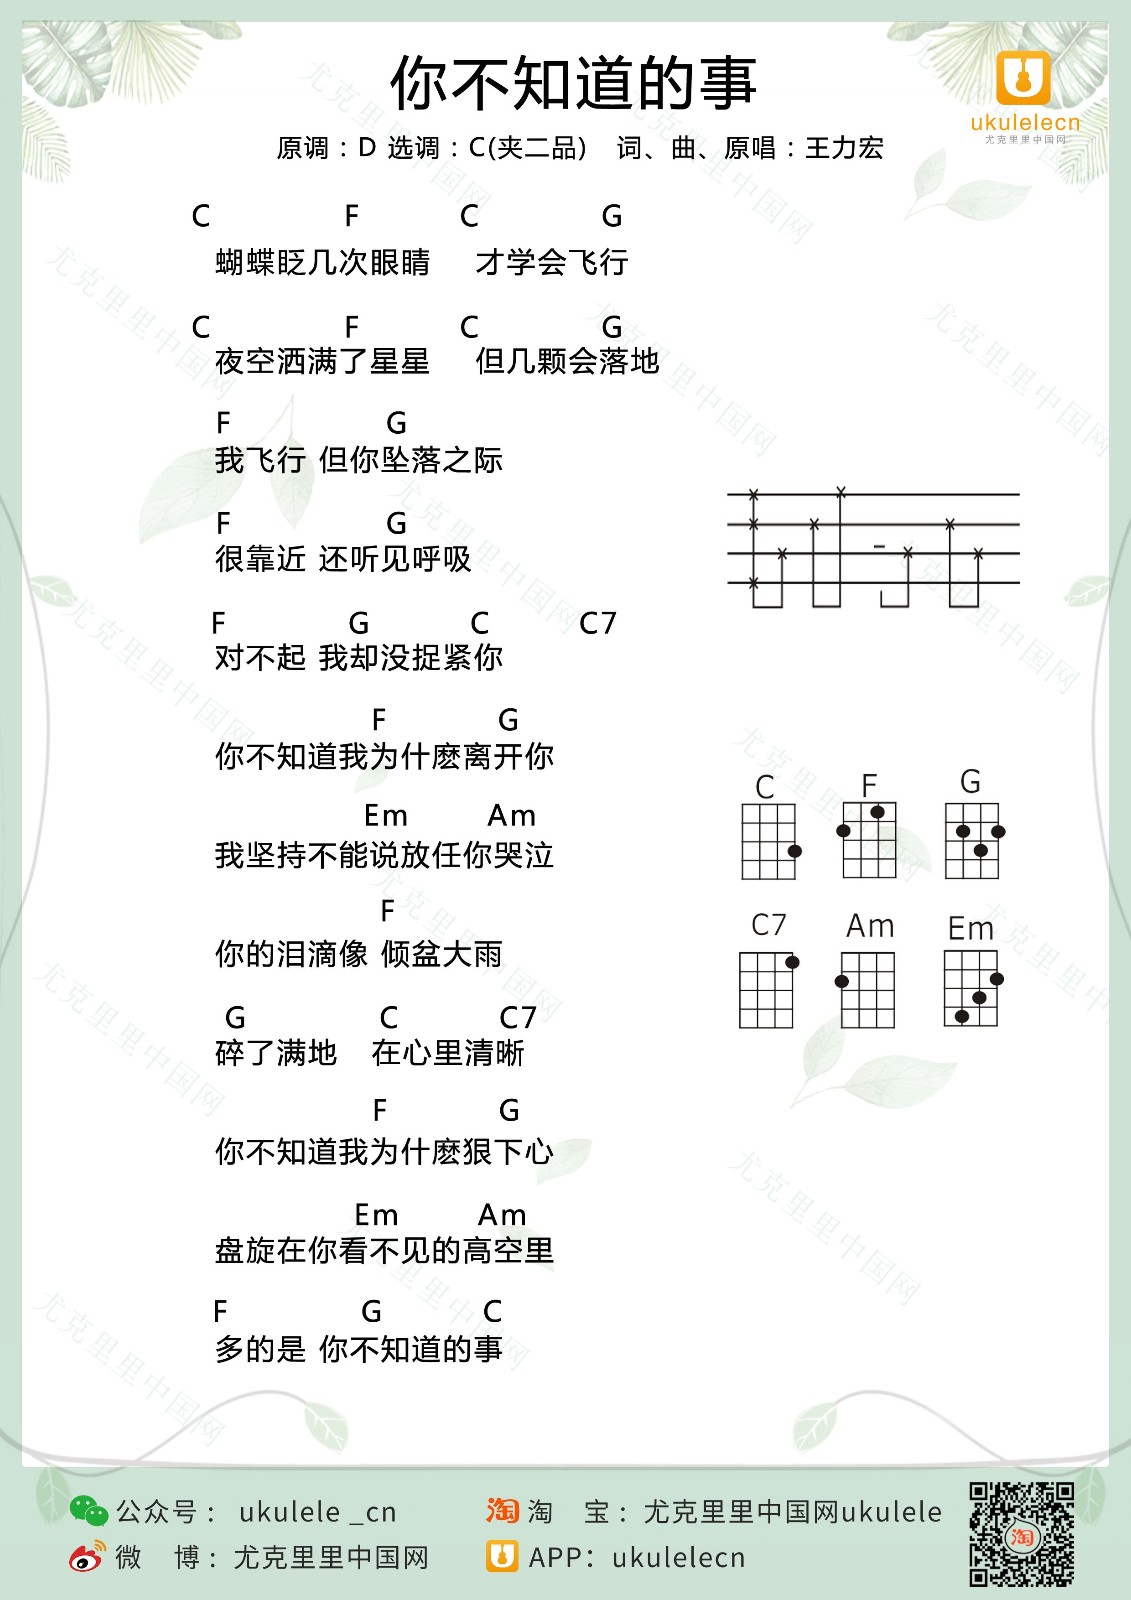 你不知道的事
原调：D 选调：C(夹二品) 词、曲、原唱：王力宏
ukulelecn
尤克里里中国网
C F C G
蝴蝶眨几次眼睛 才学会飞行
C F C G
夜空洒满了星星 但几颗会落地
F G
我飞行 但你坠落之际
F G
很靠近 还听见呼吸
F G C C7
对不起 我却没捉紧你
F G
你不知道我为什麽离开你
Em Am
我坚持不能说放任你哭泣
F
你的泪滴像 倾盆大雨
G C C7
碎了满地 在心里清晰
F G
你不知道我为什麽狠下心
Em Am
盘旋在你看不见的高空里
F G C
多的是 你不知道的事
C F G
C7 Am Em
公众号： ukulele _cn
微 博：尤克里里中国网
淘 淘 宝：尤克里里中国网ukulele
APP：ukulelecn
淘
尤克里里中国网